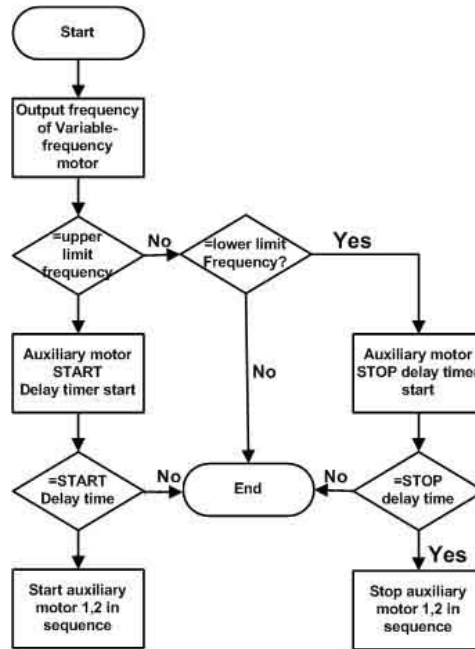 Start
Output frequency
of Variable-
frequency
motor
=upper
limit
frequency
No
=lower limit
Frequency?
Yes
Auxiliary motor
START
Delay timer start
No
Auxiliary motor
STOP delay timer
start
=START
Delay time
No
End
No
=STOP
delay time
Yes
Start auxiliary
motor 1,2 in
sequence
Stop auxiliary
motor 1,2 in
sequence